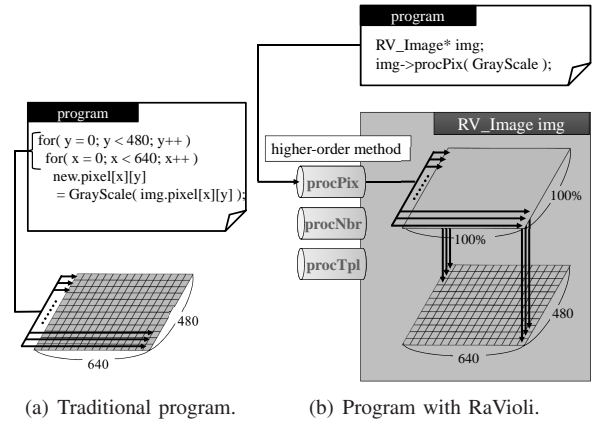 program
for( y = 0; y < 480; y++ )
for( x = 0; x < 640; x++ )
new.pixel[x][y]
= GrayScale( img.pixel[x][y] );
480
640
(a) Traditional program.
program
RV_Image* img;
img->procPix( GrayScale );
RV_Image img
higher-order method
procPix
procNbr
procTpl
100%
100%
480
640
(b) Program with RaVioli.